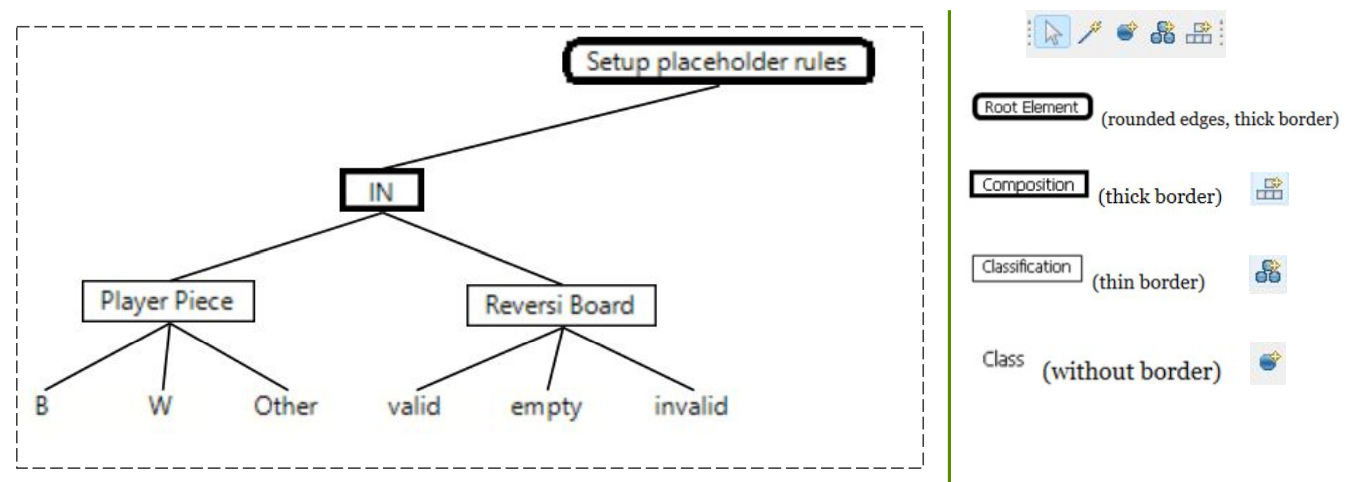 Setup placeholder rules
IN
Player Piece
Reversi Board
B
W
Other
valid
empty
invalid
Root Element (rounded edges, thick border)
Composition (thick border)
Classification (thin border)
Class (without border)